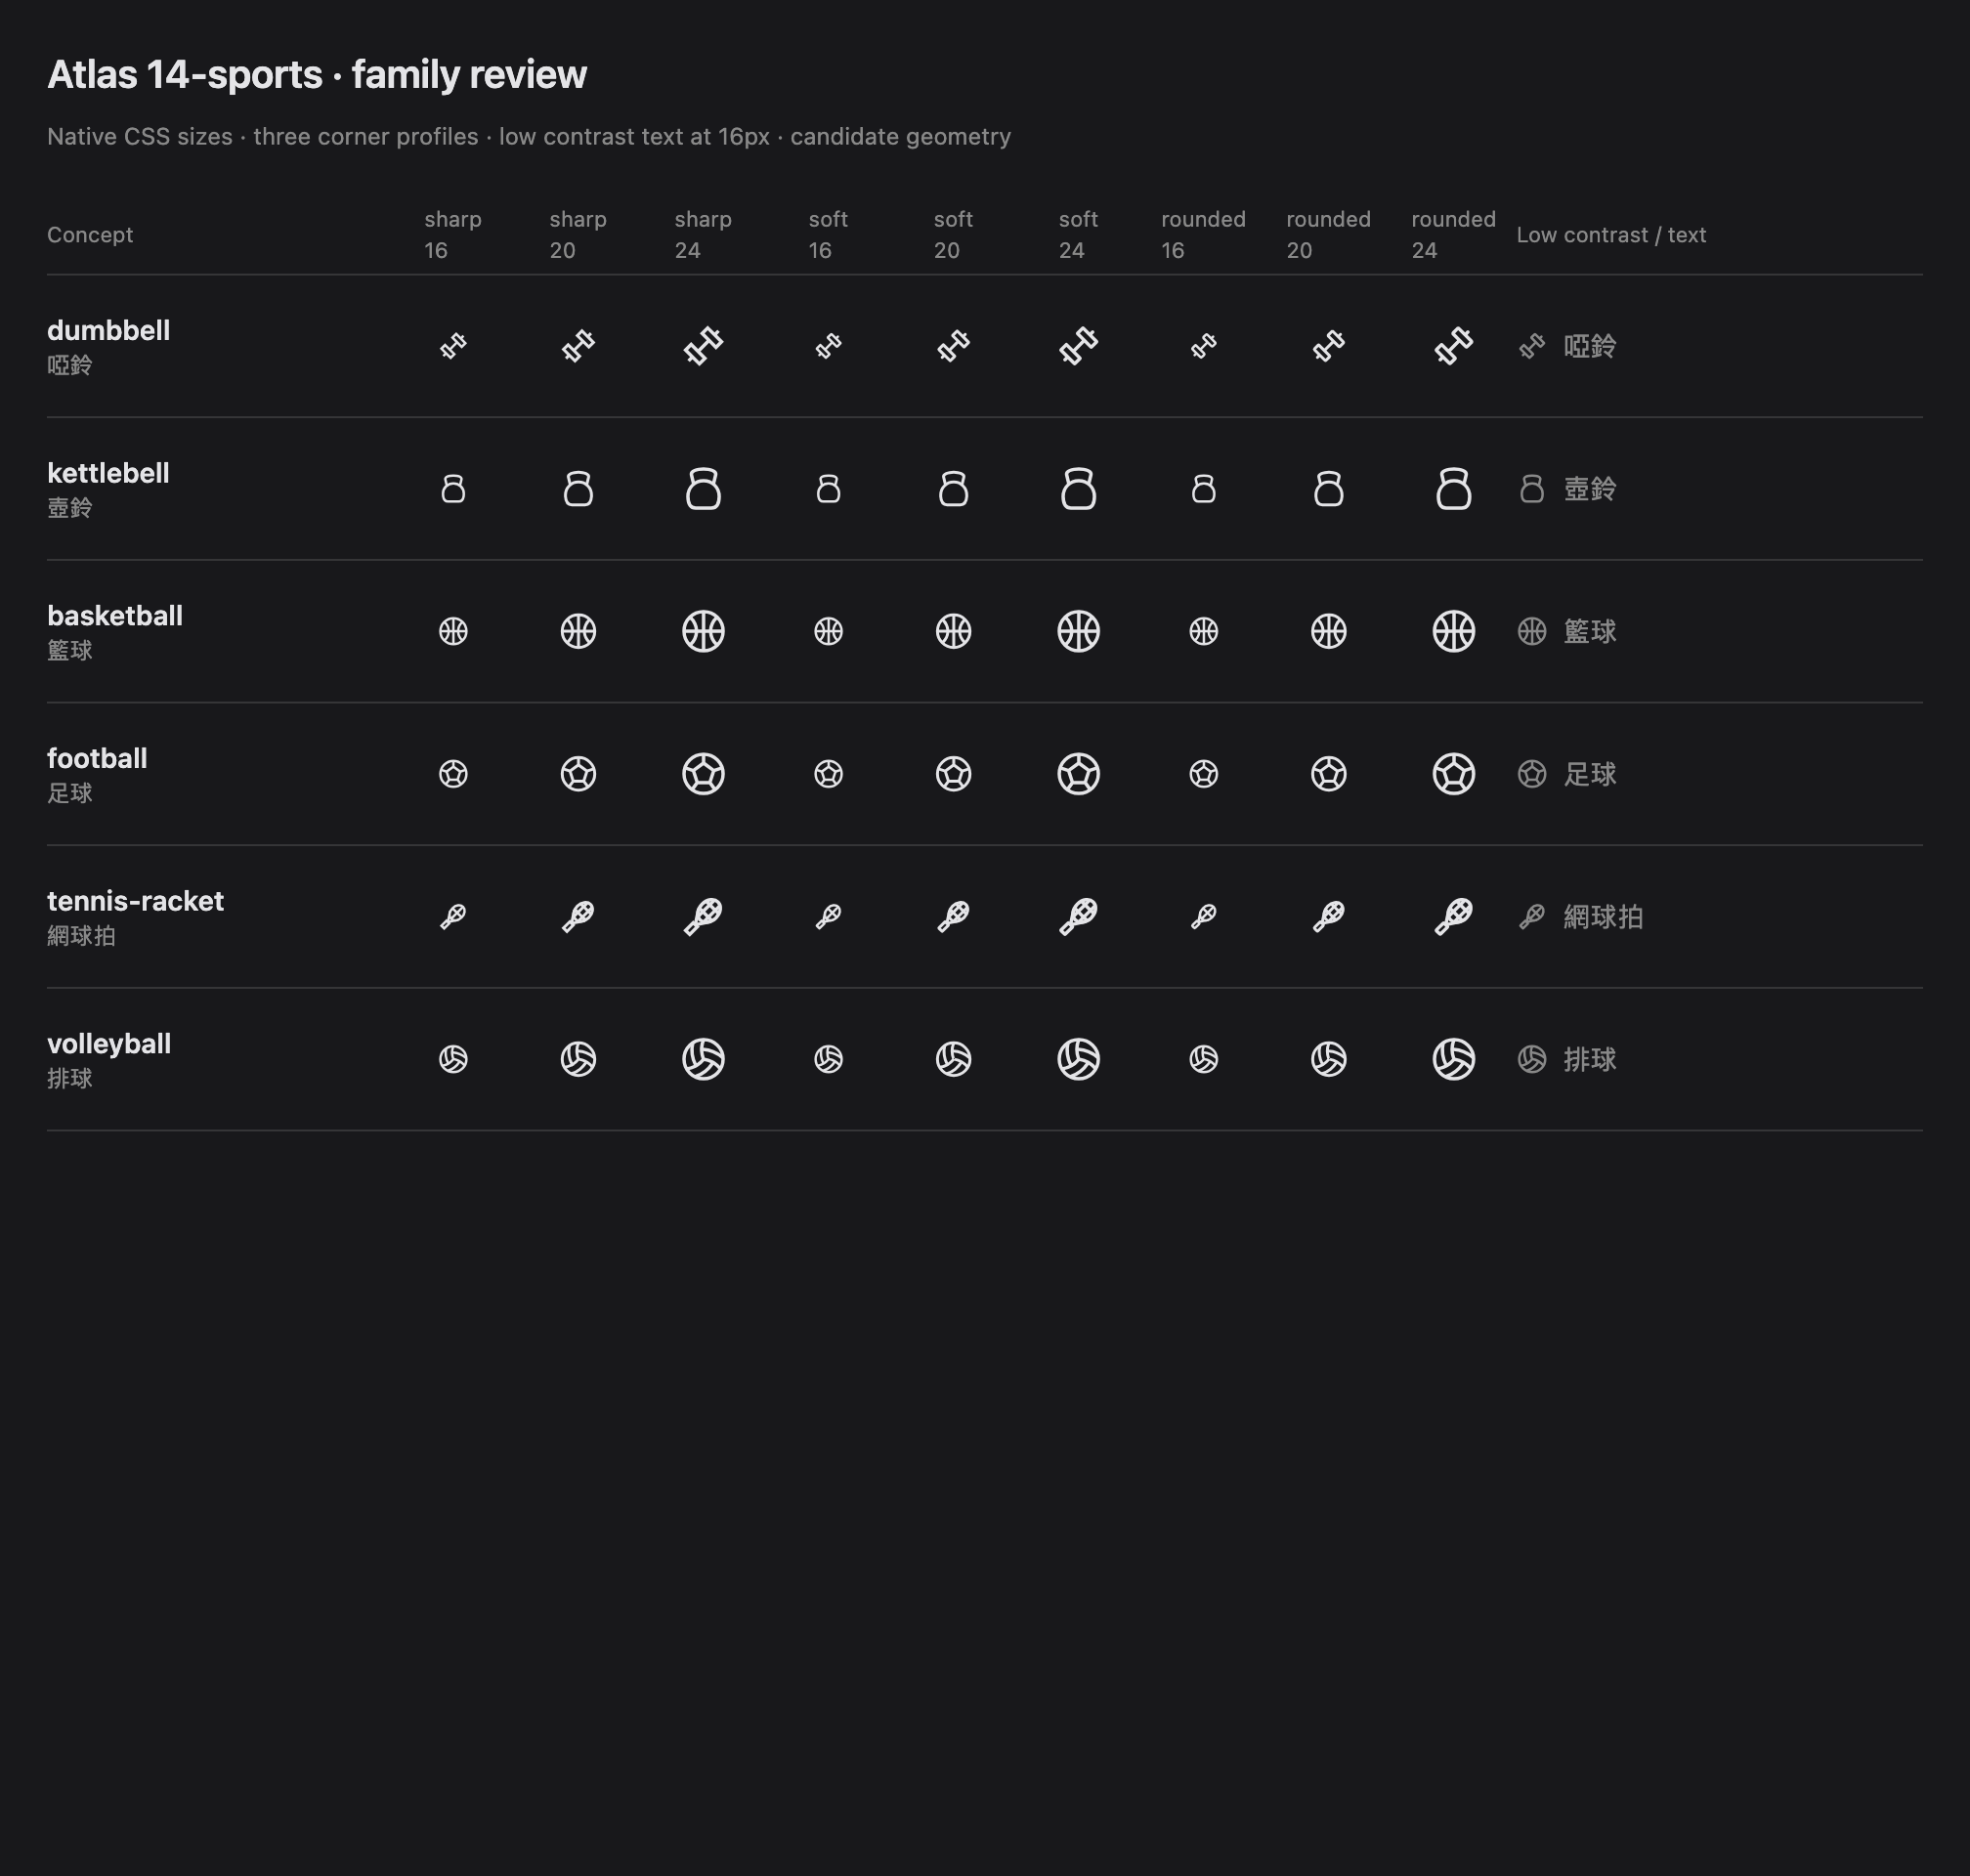 Atlas 14-sports · family review
Native CSS sizes · three corner profiles · low contrast text at 16px · candidate geometry
Concept
sharp 16
sharp 20
sharp 24
soft 16
soft 20
soft 24
rounded 16
rounded 20
rounded 24
Low contrast / text
dumbbell
啞鈴
啞鈴
kettlebell
壺鈴
壺鈴
basketball
籃球
籃球
football
足球
足球
tennis-racket
網球拍
網球拍
volleyball
排球
排球